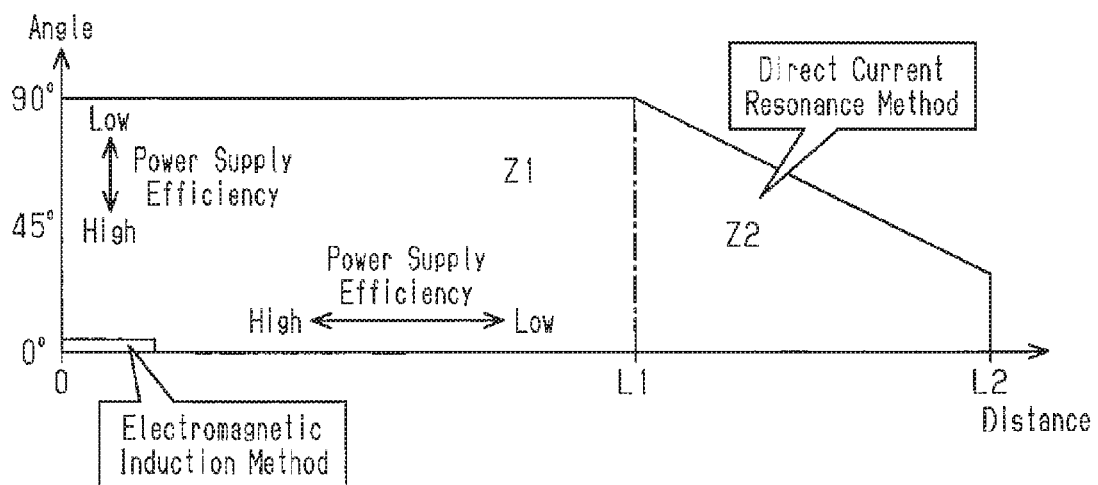 Angle
90°
Low
Power Supply
Efficiency
High
45°
Z1
Direct Current
Resonance Method
Z2
Power Supply
Efficiency
High
Low
0°
0
L1
L2
Distance
Electromagnetic
Induction Method